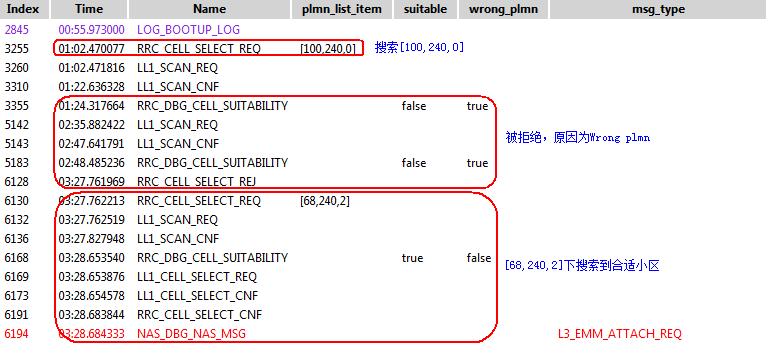 Index Time Name plmn_list_item suitable wrong_plmn msg_type
2845 00:55.973000 LOG_BOOTUP_LOG
3255 01:02.470077 RRC_CELL_SELECT_REQ [100,240,0] 搜索[100,240,0]
3260 01:02.471816 LL1_SCAN_REQ
3310 01:22.636328 LL1_SCAN_CNF
3355 01:24.317664 RRC_DBG_CELL_SUITABILITY false true
5142 02:35.882422 LL1_SCAN_REQ
5143 02:47.641791 LL1_SCAN_CNF
被拒绝，原因为Wrong plmn
5183 02:48.485236 RRC_DBG_CELL_SUITABILITY false true
6128 03:27.761969 RRC_CELL_SELECT_REJ
6130 03:27.762213 RRC_CELL_SELECT_REQ [68,240,2]
6132 03:27.762519 LL1_SCAN_REQ
6136 03:27.827948 LL1_SCAN_CNF
6168 03:28.653540 RRC_DBG_CELL_SUITABILITY true false
[68,240,2]下搜索到合适小区
6169 03:28.653876 LL1_CELL_SELECT_REQ
6173 03:28.654578 LL1_CELL_SELECT_CNF
6191 03:28.683844 RRC_CELL_SELECT_CNF
6194 03:28.684333 NAS_DBG_NAS_MSG L3_EMM_ATTACH_REQ